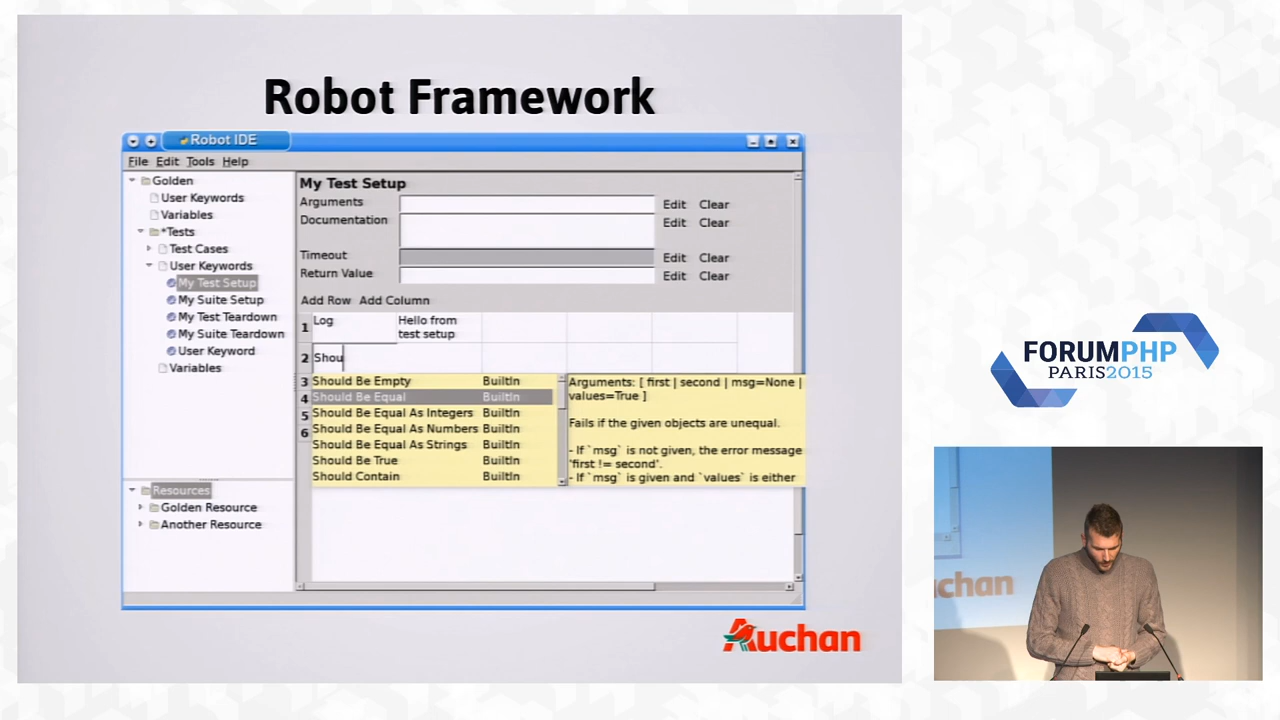 Robot Framework
Robot IDE
File Edit Tools Help
Golden
User Keywords
Variables
*Tests
Test Cases
User Keywords
My Test Setup
My Suite Setup
My Test Teardown
My Suite Teardown
User Keyword
Variables
Resources
Golden Resource
Another Resource
My Test Setup
Arguments Edit Clear
Documentation Edit Clear
Timeout Edit Clear
Return Value Edit Clear
Add Row Add Column
1 Log Hello from
test setup
2 Shou
3 Should Be Empty BuiltIn
4 Should Be Equal BuiltIn
5 Should Be Equal As Integers BuiltIn
6 Should Be Equal As Numbers BuiltIn
Should Be Equal As Strings BuiltIn
Should Be True BuiltIn
Should Contain BuiltIn
Arguments: [ first | second | msg=None |
values=True ]
Fails if the given objects are unequal.
- If `msg` is not given, the error message
'first != second'.
- If `msg` is given and `values` is either
Auchan
FORUMPHP
PARIS2015
uchan